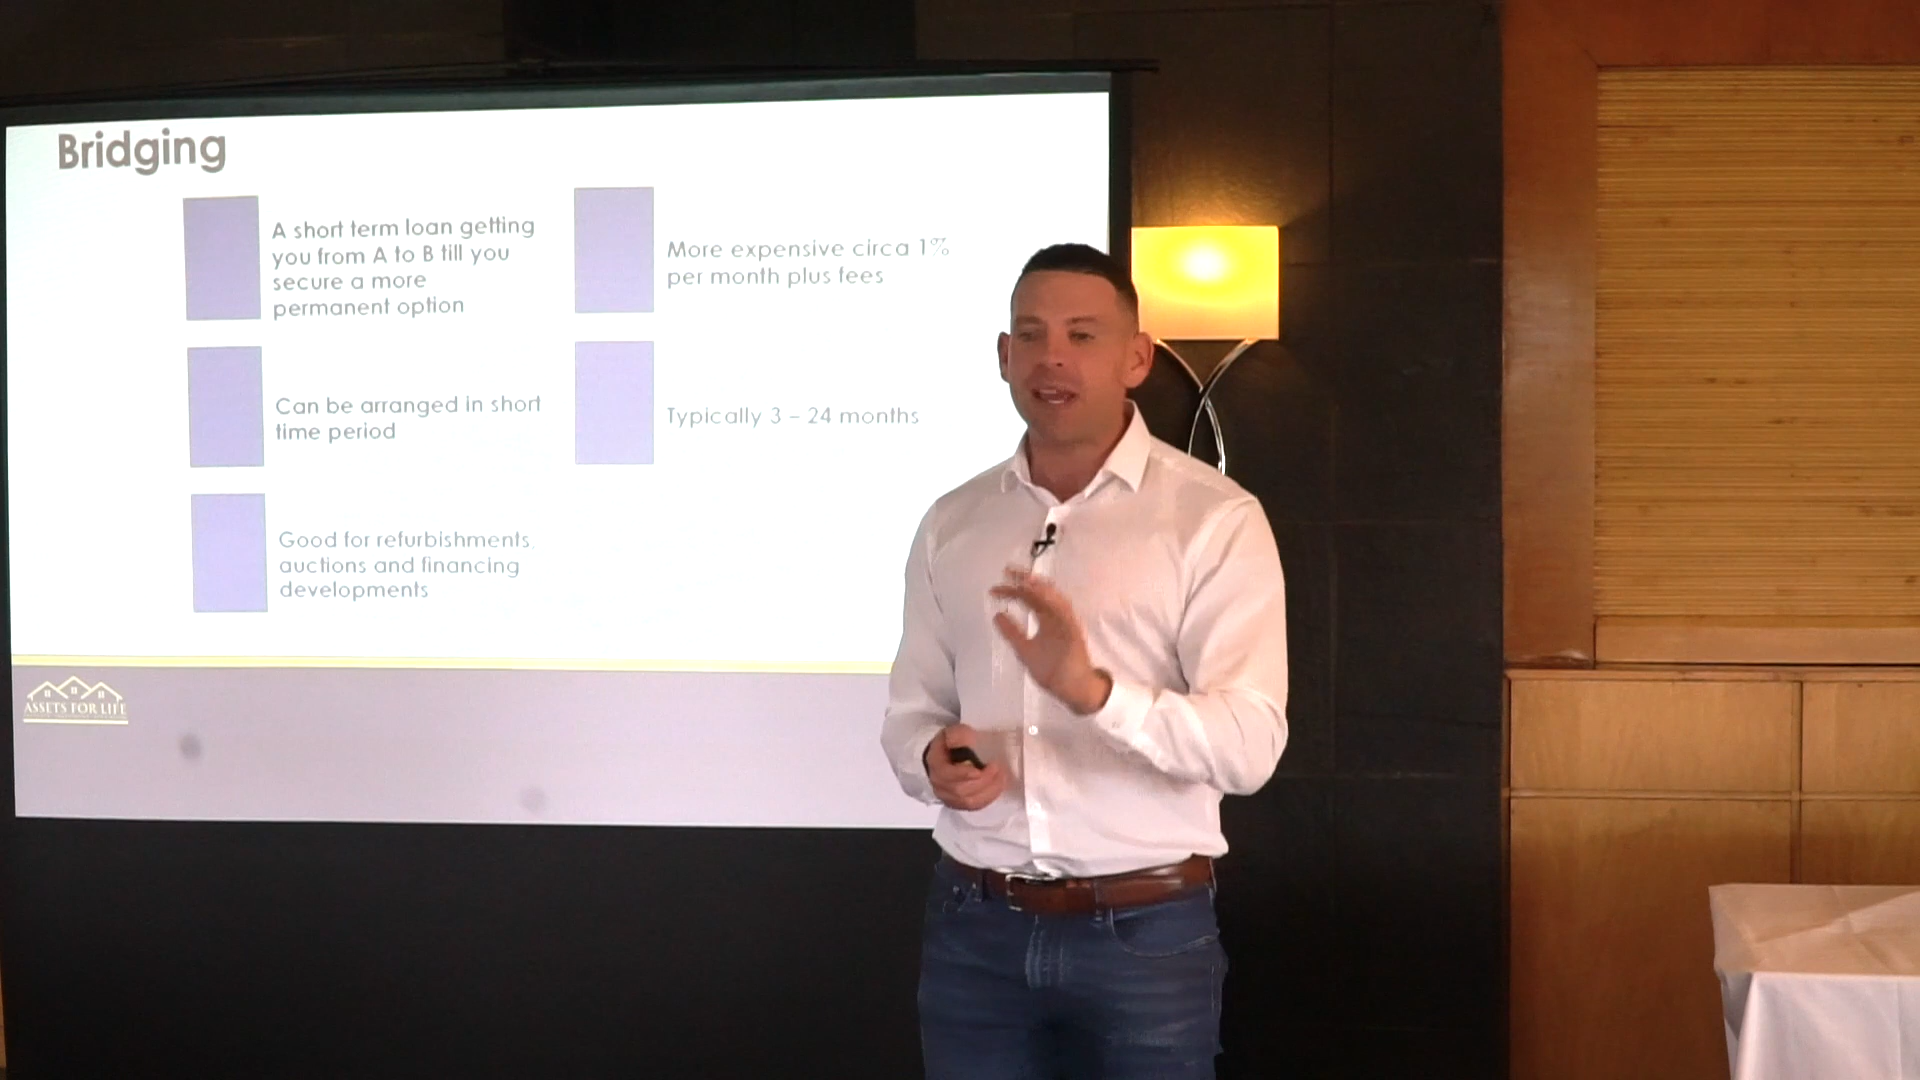 Bridging
A short term loan getting
you from A to B till you
secure a more
permanent option
Can be arranged in short
time period
Good for refurbishments,
auctions and financing
developments
More expensive circa 1%
per month plus fees
Typically 3 – 24 months
ASSETS FOR LIFE